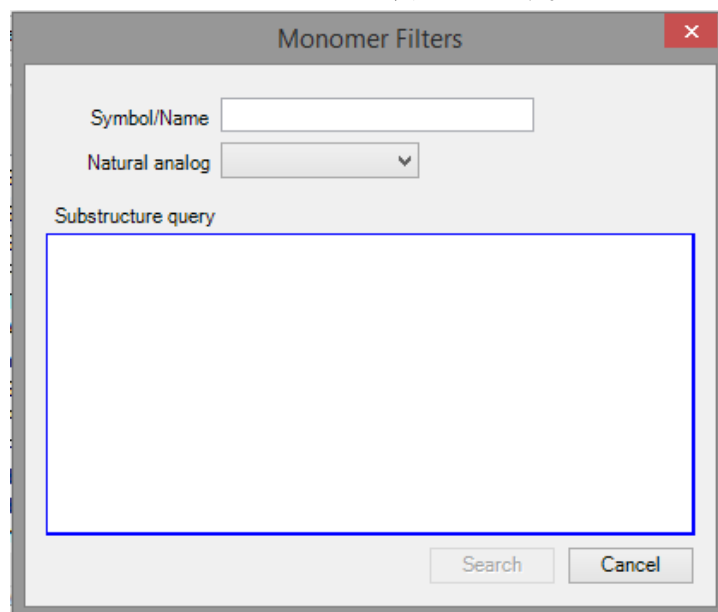 Monomer Filters
Symbol/Name
Natural analog
Substructure query
Search Cancel